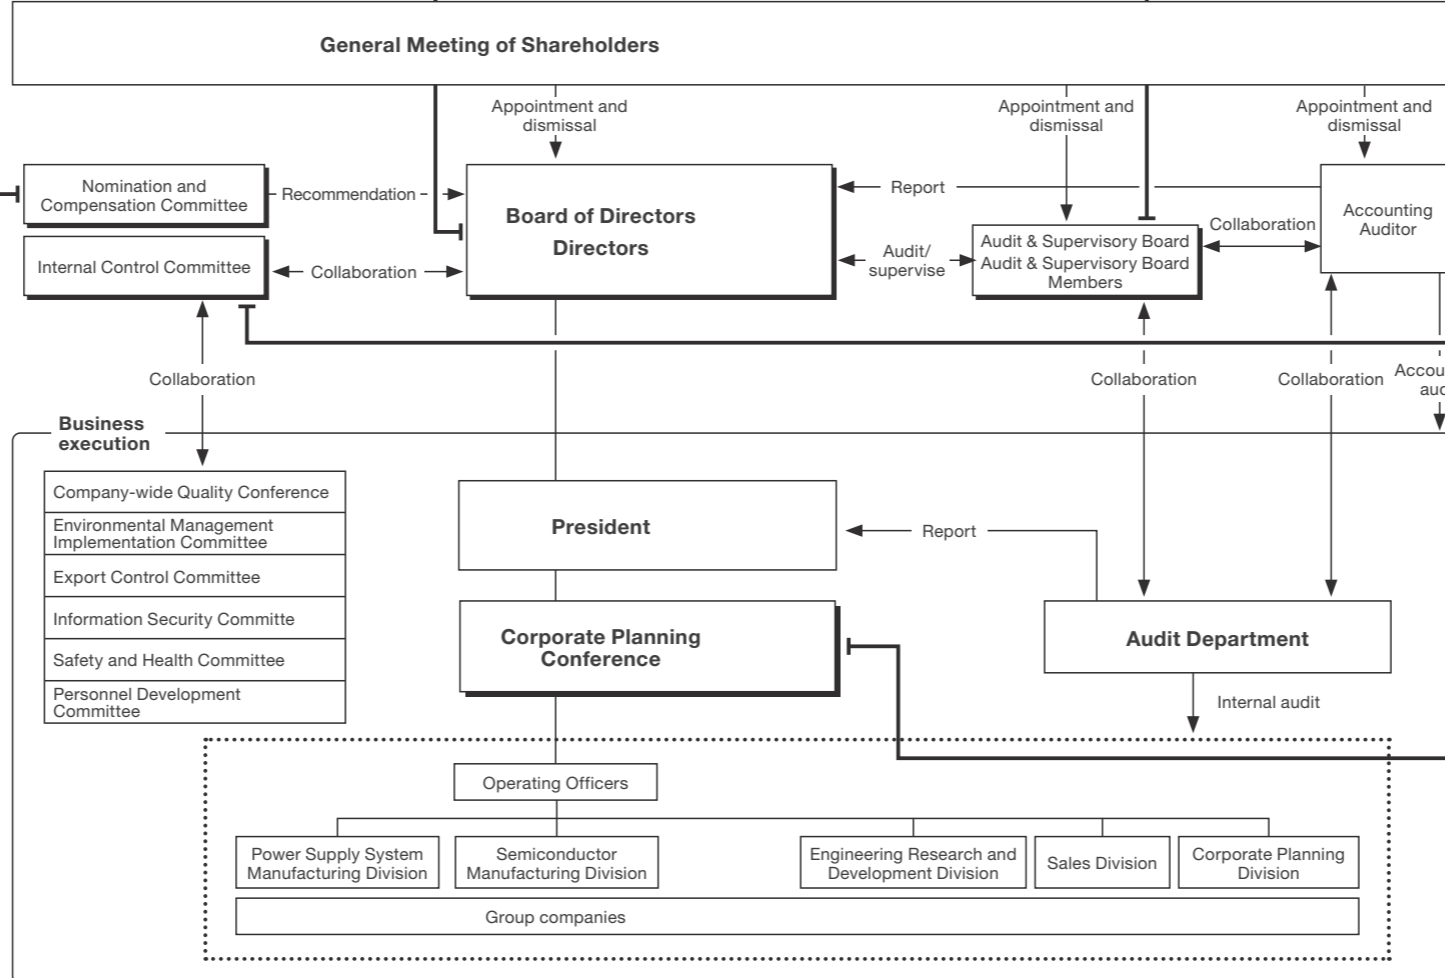 General Meeting of Shareholders
Appointment and
dismissal
Appointment and
dismissal
Appointment and
dismissal
Nomination and
Compensation Committee
Recommendation
Board of Directors
Directors
Report
Accounting
Auditor
Collaboration
Audit & Supervisory Board
Audit & Supervisory Board
Members
Audit/
supervise
Internal Control Committee
Collaboration
Collaboration
Collaboration
Collaboration
Business
execution
Company-wide Quality Conference
Environmental Management
Implementation Committee
Export Control Committee
Information Security Committe
Safety and Health Committee
Personnel Development
Committee
President
Report
Corporate Planning
Conference
Audit Department
Internal audit
Operating Officers
Power Supply System
Manufacturing Division
Semiconductor
Manufacturing Division
Engineering Research and
Development Division
Sales Division
Corporate Planning
Division
Group companies